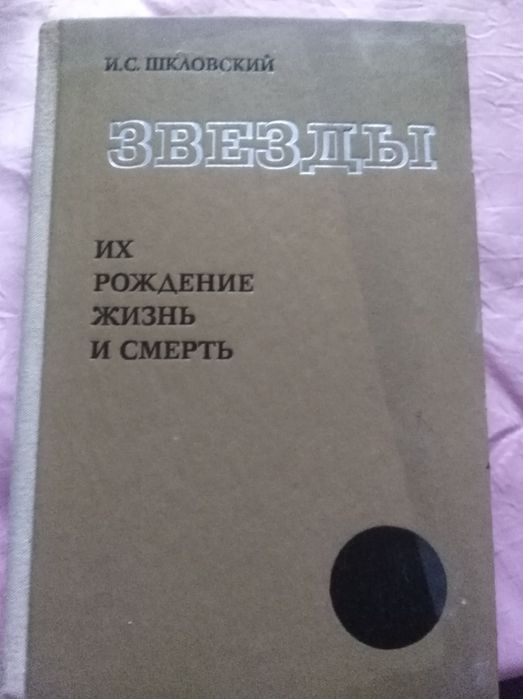 И.С. ШКЛОВСКИЙ
ЗВЕЗДЫ
ИХ
РОЖДЕНИЕ
ЖИЗНЬ
И СМЕРТЬ